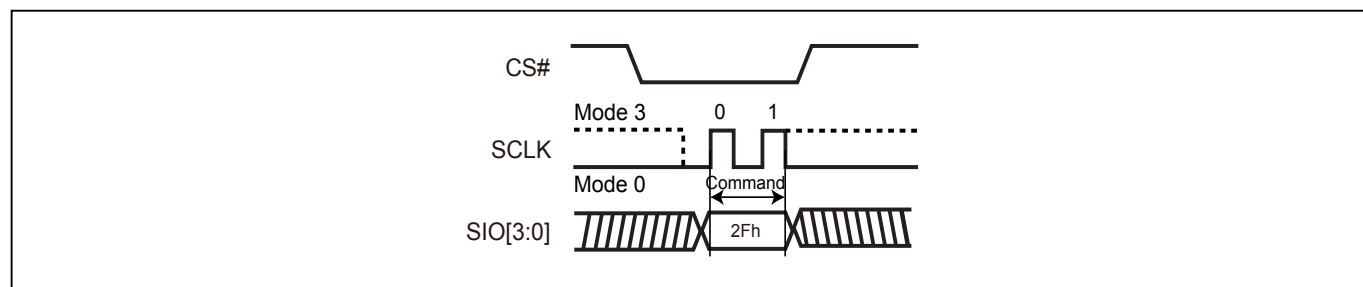 CS#
Mode 3 0 1
SCLK
Mode 0 Command
SIO[3:0] 2Fh